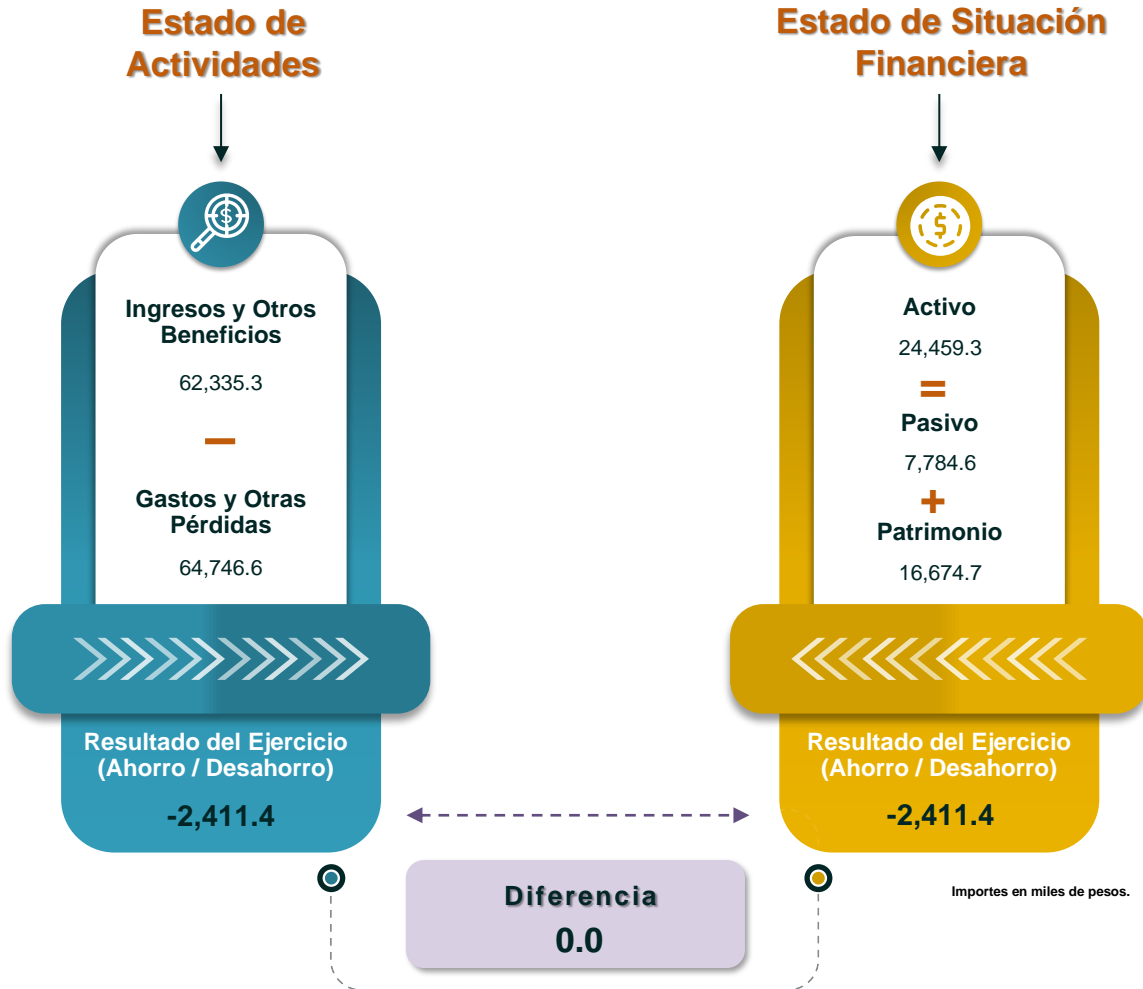 Estado de
Actividades
Ingresos y Otros
Beneficios
62,335.3
–
Gastos y Otras
Pérdidas
64,746.6
Resultado del Ejercicio
(Ahorro / Desahorro)
-2,411.4
Estado de Situación
Financiera
$
Activo
24,459.3
=
Pasivo
7,784.6
+
Patrimonio
16,674.7
Resultado del Ejercicio
(Ahorro / Desahorro)
-2,411.4
Diferencia
0.0
Importes en miles de pesos.